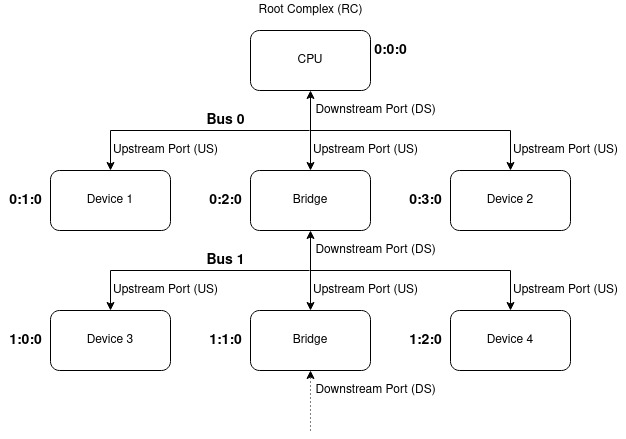 Root Complex (RC)
CPU
0:0:0
Downstream Port (DS)
Bus 0
Upstream Port (US)
Upstream Port (US)
Upstream Port (US)
0:1:0
Device 1
0:2:0
Bridge
0:3:0
Device 2
Downstream Port (DS)
Bus 1
Upstream Port (US)
Upstream Port (US)
Upstream Port (US)
1:0:0
Device 3
1:1:0
Bridge
1:2:0
Device 4
Downstream Port (DS)